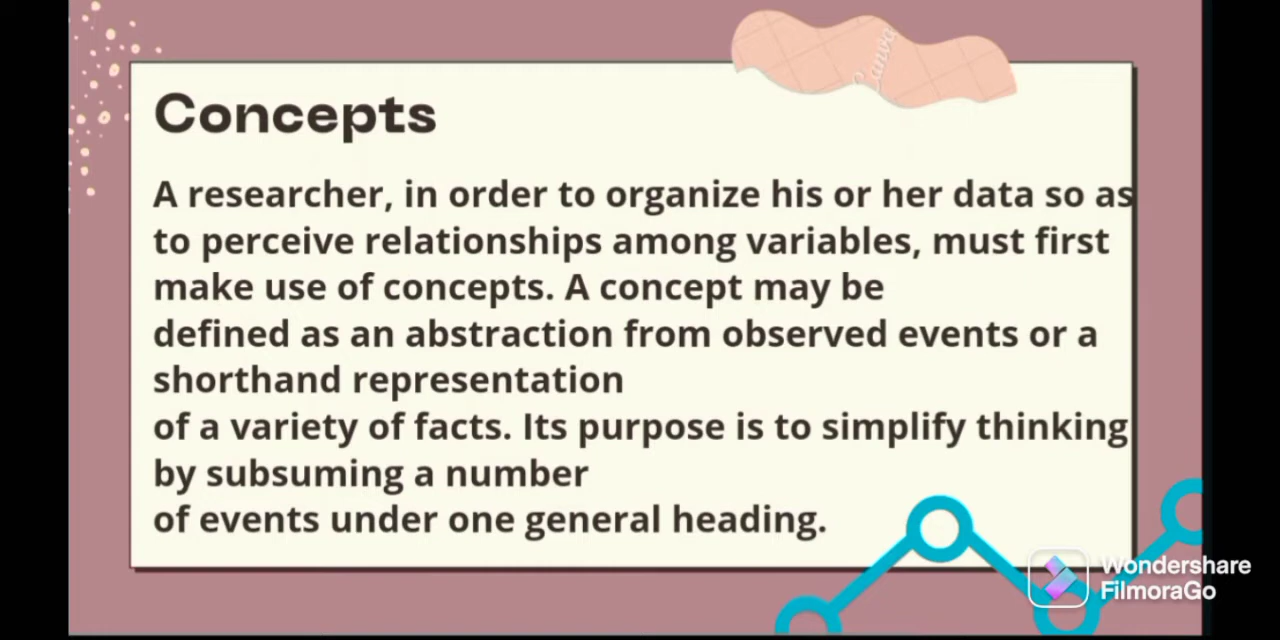 Canva
Concepts
A researcher, in order to organize his or her data so as
to perceive relationships among variables, must first
make use of concepts. A concept may be
defined as an abstraction from observed events or a
shorthand representation
of a variety of facts. Its purpose is to simplify thinking
by subsuming a number
of events under one general heading.
Wondershare
FilmoraGo